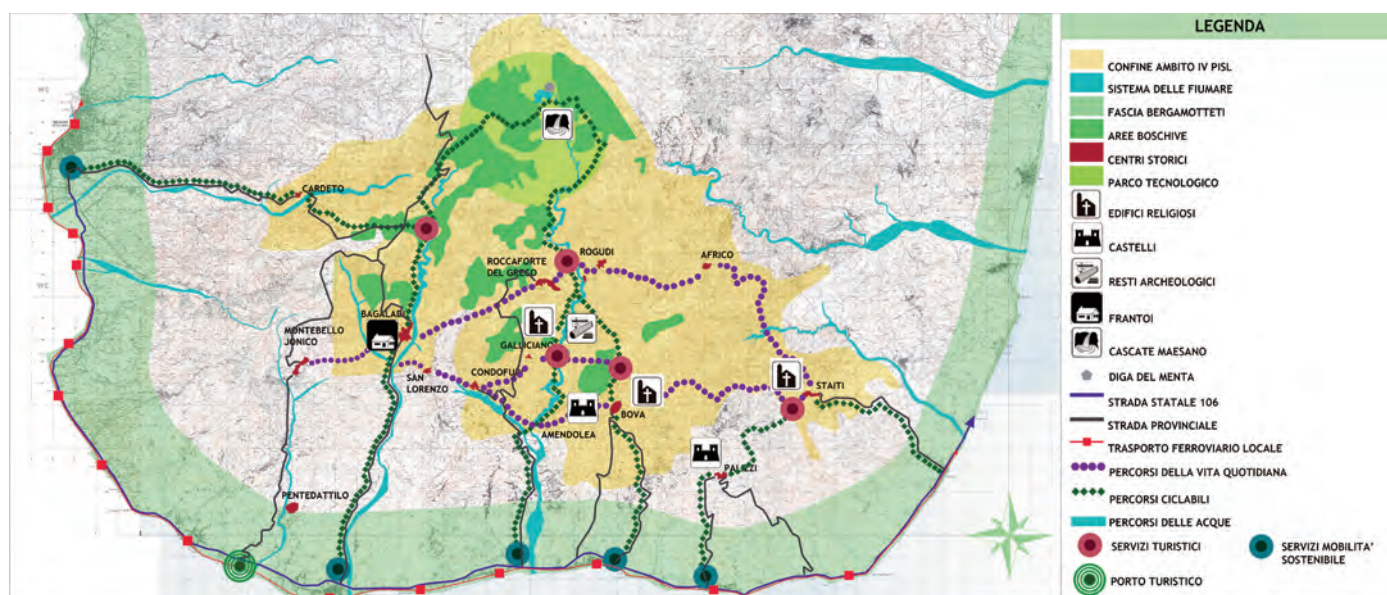 CARDETO
ROCCAFORTE
DEL GRECO
ROGUDI
AFRICO
BAGALADI
MONTEBELLO
JONICO
GALLICIANO
SAN
LORENZO
CONDOFURI
STAITI
BOVA
AMENDOLEA
PALIZZI
PENTEDATTILO
LEGENDA
CONFINE AMBITO IV PISL
SISTEMA DELLE FIUMARE
FASCIA BERGAMOTTETI
AREE BOSCHIVE
CENTRI STORICI
PARCO TECNOLOGICO
EDIFICI RELIGIOSI
CASTELLI
RESTI ARCHEOLOGICI
FRANTOI
CASCATE MAESANO
DIGA DEL MENTA
STRADA STATALE 106
STRADA PROVINCIALE
TRASPORTO FERROVIARIO LOCALE
PERCORSI DELLA VITA QUOTIDIANA
PERCORSI CICLABILI
PERCORSI DELLE ACQUE
SERVIZI TURISTICI
SERVIZI MOBILITA'
SOSTENIBILE
PORTO TURISTICO